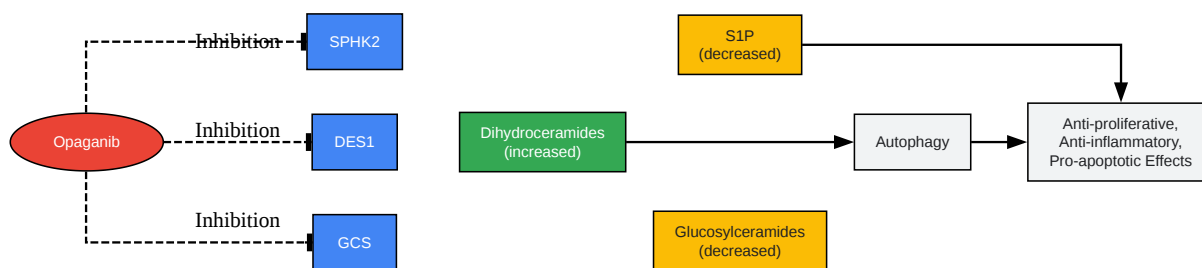 Inhibition
SPHK2
S1P
(decreased)
Opaganib
Inhibition
DES1
Dihydroceramides
(increased)
Autophagy
Anti-proliferative,
Anti-inflammatory,
Pro-apoptotic Effects
Inhibition
GCS
Glucosylceramides
(decreased)